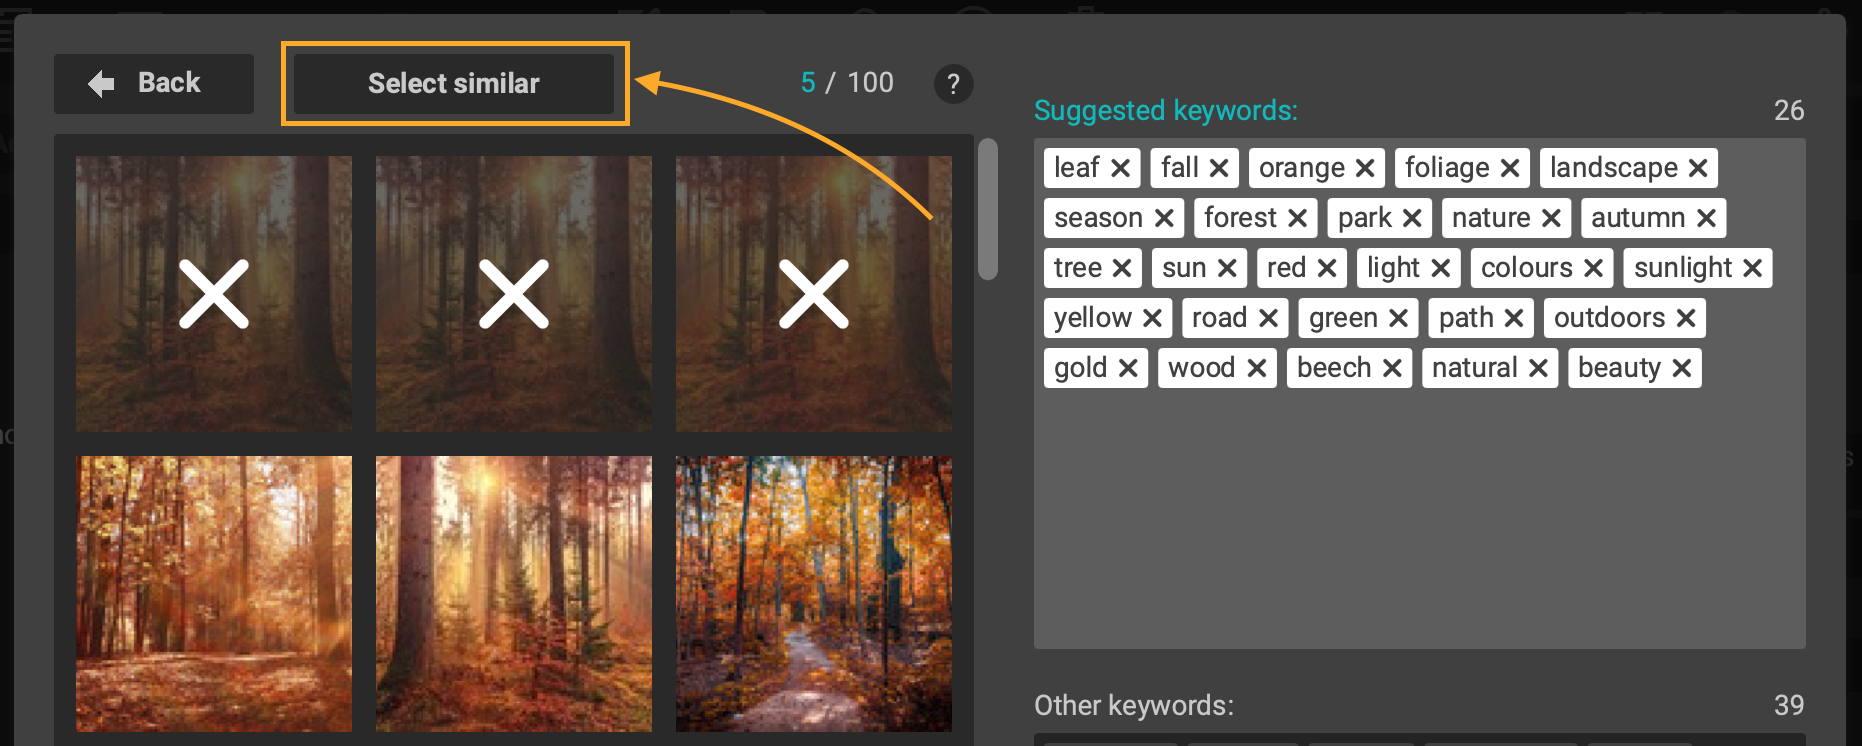 Back
Select similar
5 / 100
?
Suggested keywords: 26
leaf fall orange foliage landscape
season forest park nature autumn
tree sun red light colours sunlight
yellow road green path outdoors
gold wood beech natural beauty
Other keywords: 39